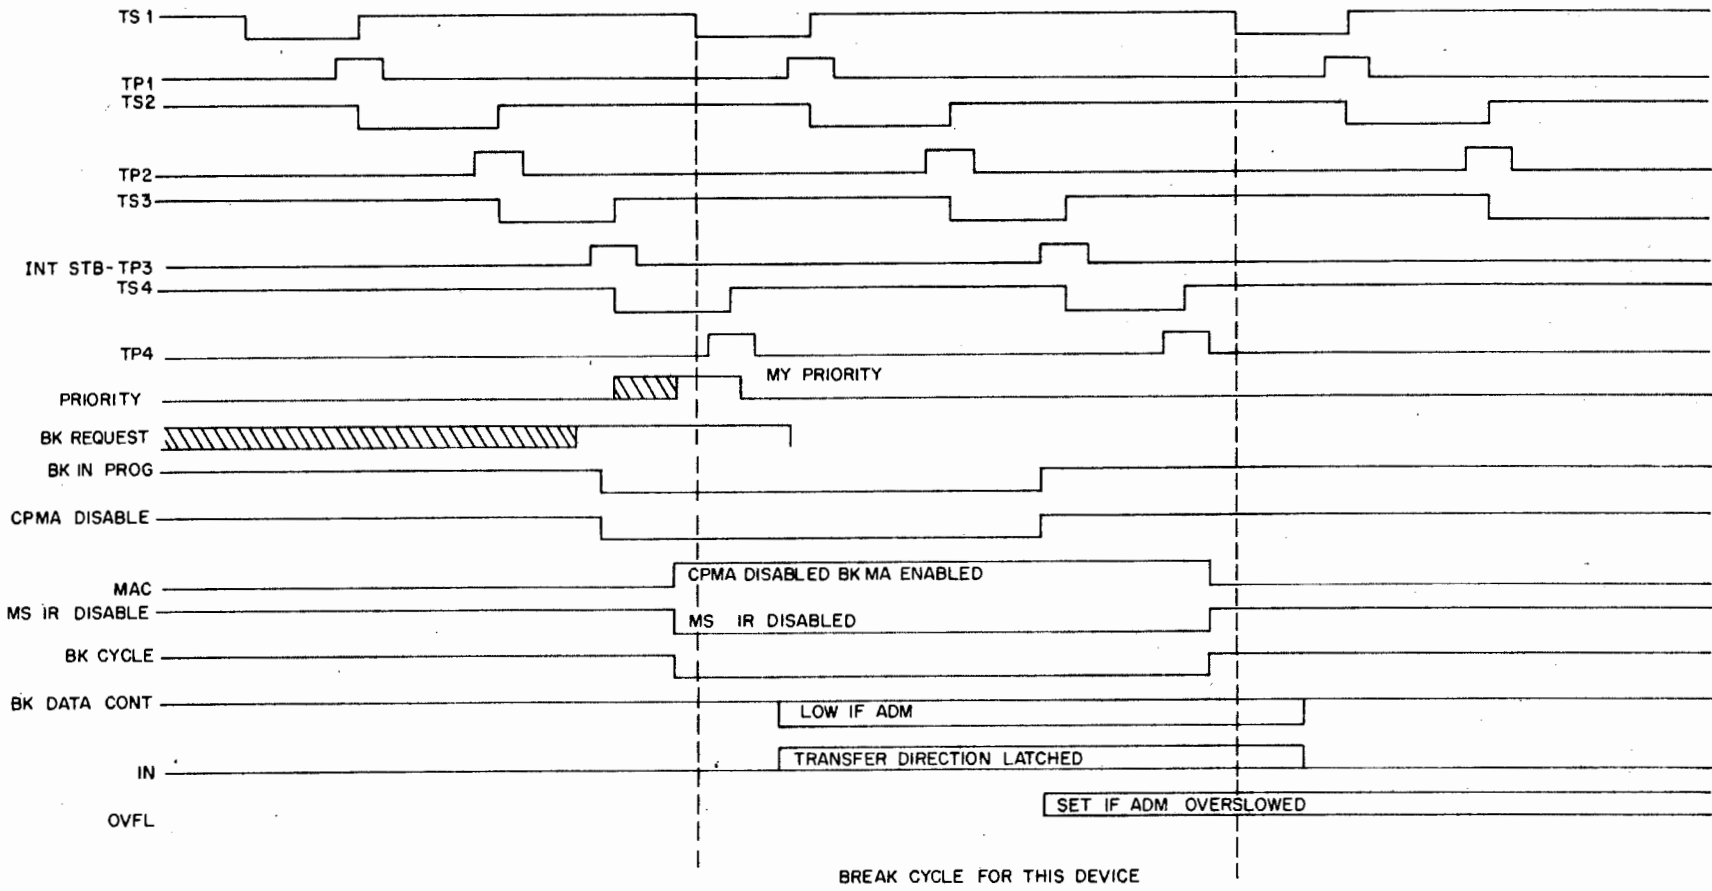 TS1
TP1
TS2
TP2
TS3
INT STB-TP3
TS4
TP4
MY PRIORITY
PRIORITY
BK REQUEST
BK IN PROG
CPMA DISABLE
CPMA DISABLED BK MA ENABLED
MAC
MS IR DISABLE
MS IR DISABLED
BK CYCLE
BK DATA CONT
LOW IF ADM
TRANSFER DIRECTION LATCHED
IN
SET IF ADM OVERSLOWED
OVFL
BREAK CYCLE FOR THIS DEVICE